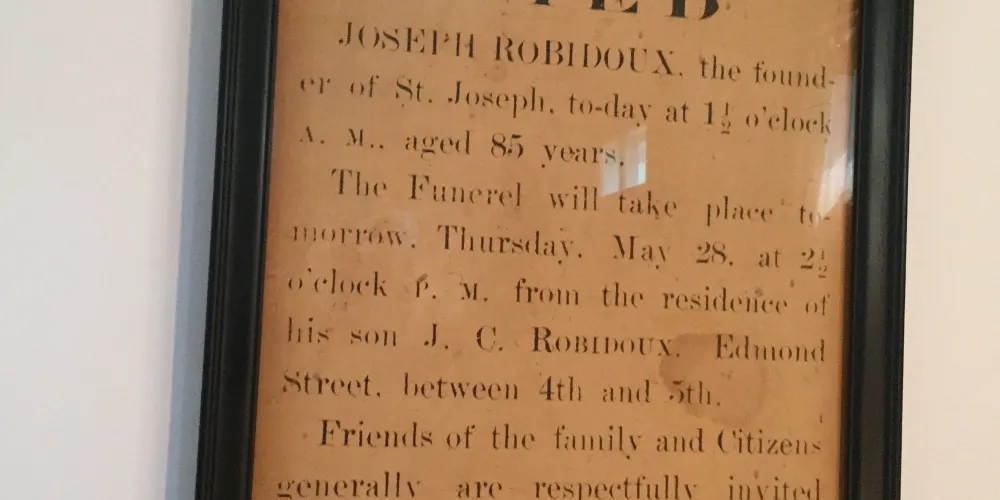 JOSEPH ROBIDOUX, the found-
er of St. Joseph, to-day at 1½ o'clock
A. M., aged 85 years.
The Funerel will take place to-
morrow, Thursday, May 28, at 2½
o'clock P. M. from the residence of
his son J. C. ROBIDOUX, Edmond
Street, between 4th and 5th.
Friends of the family and Citizens
generally are respectfully invited